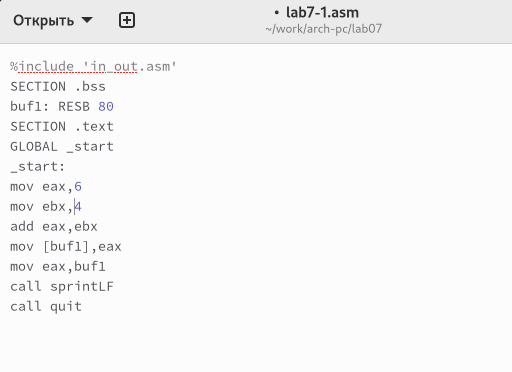 Открыть
• lab7-1.asm
~/work/arch-pc/lab07
%include 'in_out.asm'
SECTION .bss
buf1: RESB 80
SECTION .text
GLOBAL _start
_start:
mov eax,6
mov ebx,4
add eax,ebx
mov [buf1],eax
mov eax,buf1
call sprintLF
call quit